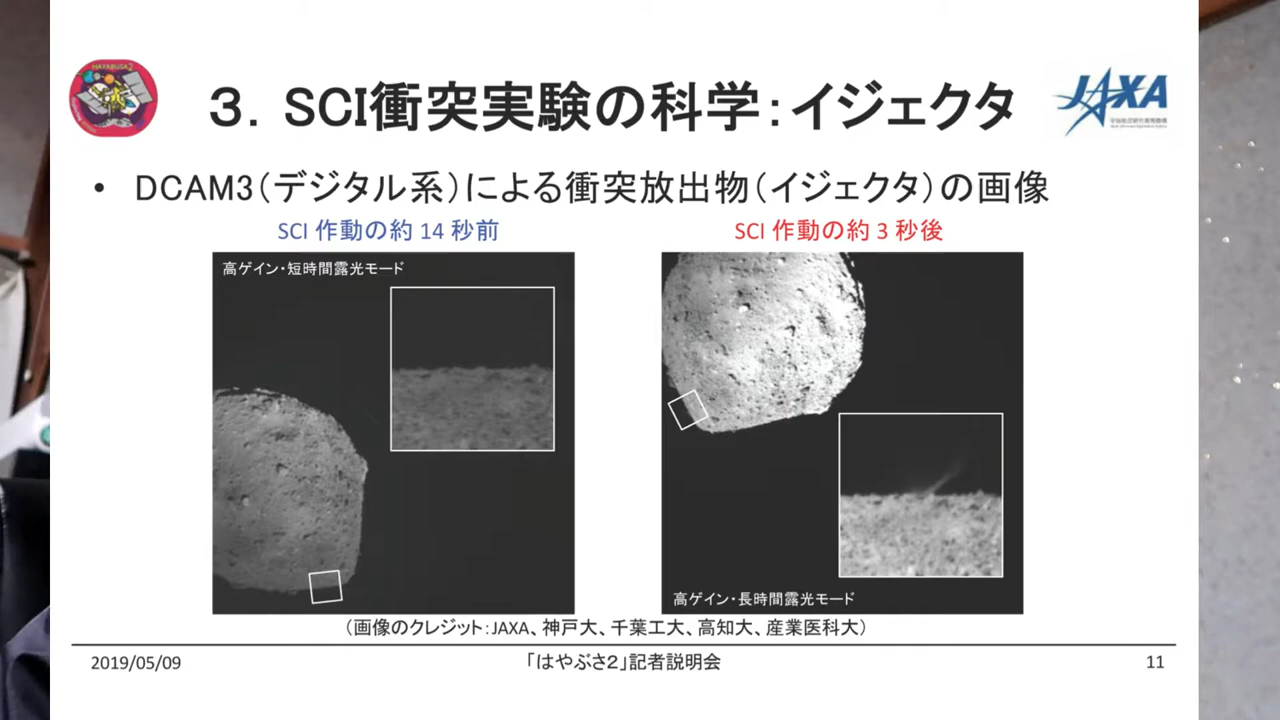 HAYABUSA2
3．SCI衝突実験の科学：イジェクタ
JAXA
• DCAM3（デジタル系）による衝突放出物（イジェクタ）の画像
SCI 作動の約 14 秒前
SCI 作動の約 3 秒後
高ゲイン・短時間露光モード
高ゲイン・長時間露光モード
（画像のクレジット：JAXA、神戸大、千葉工大、高知大、産業医科大）
2019/05/09
「はやぶさ２」記者説明会
11